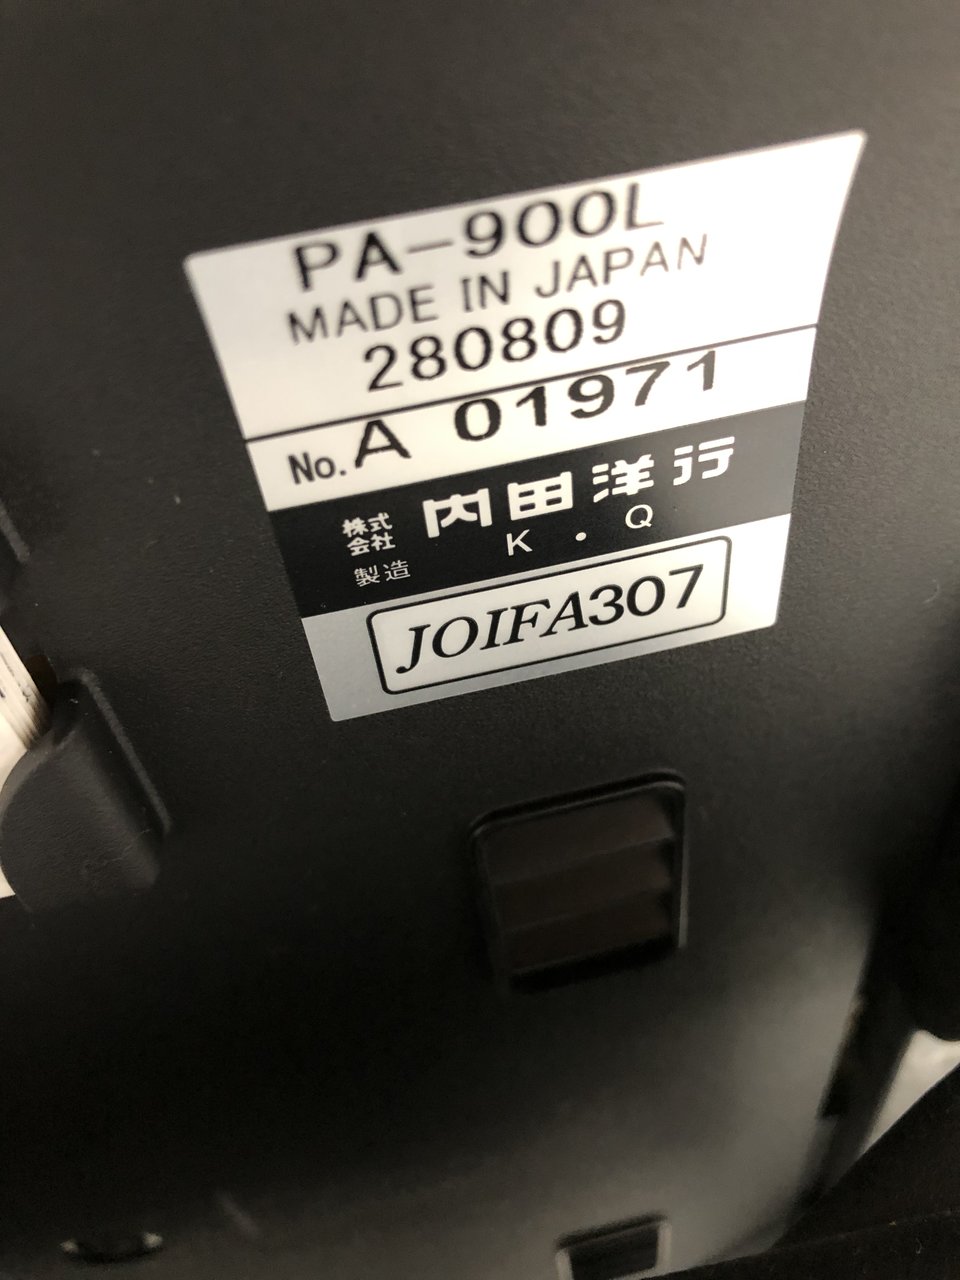 PA-900L
MADE IN JAPAN
280809
No. A 01971
株式会社 内田洋行
製造 K・Q
JOIFA307